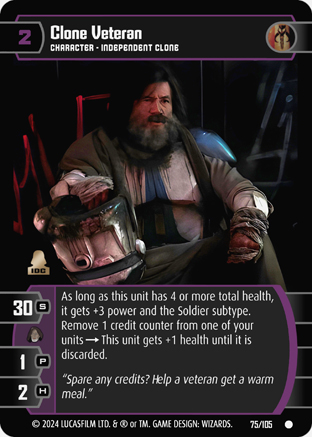 2
Clone Veteran
CHARACTER - INDEPENDENT CLONE
IDC
30 S
1 P
2 H
As long as this unit has 4 or more total health,
it gets +3 power and the Soldier subtype.
Remove 1 credit counter from one of your
units → This unit gets +1 health until it is
discarded.
“Spare any credits? Help a veteran get a warm
meal.”
© 2024 LUCASFILM LTD. & ® or TM. GAME DESIGN: WIZARDS.
75/105